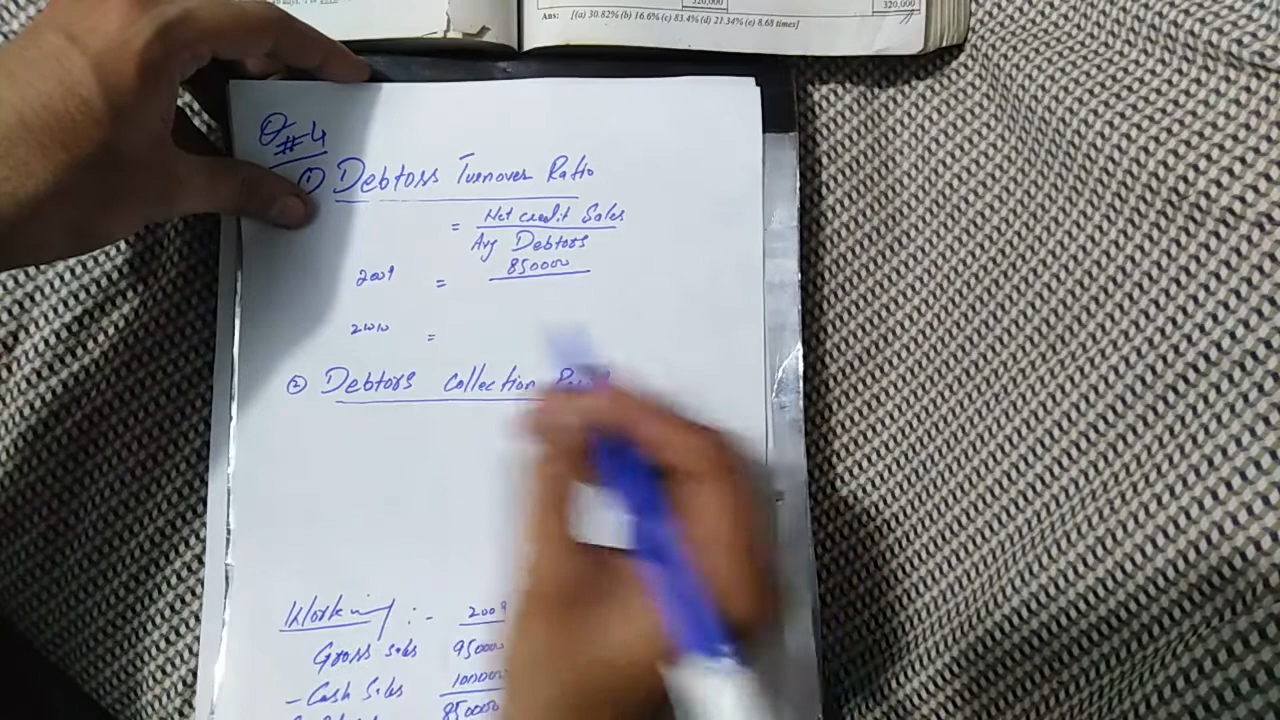 320,000
320,000
Ans: [(a) 30.82% (b) 16.6% (c) 83.4% (d) 21.34% (e) 8.68 times]
Q#4
① Debtors Turnover Ratio
= Net credit Sales
Avg Debtors
2009 = 850000
2010 =
② Debtors Collection
Working :- 2009
Gross Sales 950000
- Cash Sales 100000
850000